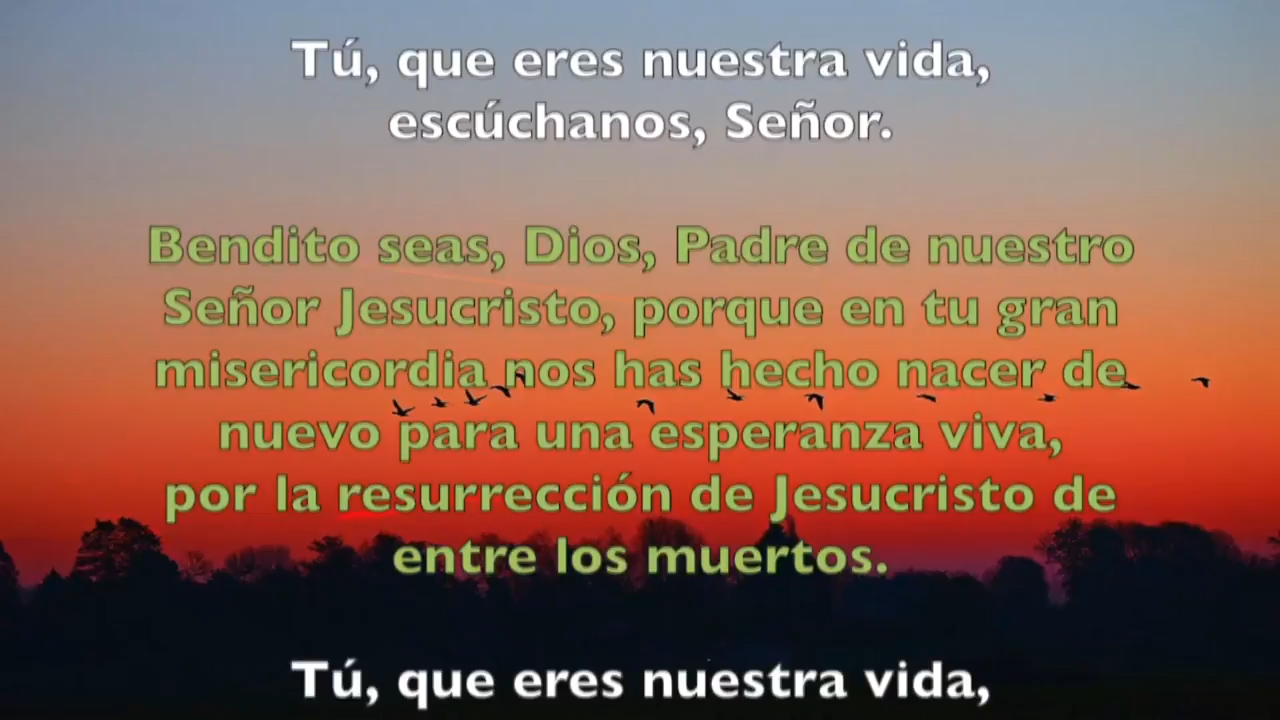 Tú, que eres nuestra vida,
escúchanos, Señor.
Bendito seas, Dios, Padre de nuestro
Señor Jesucristo, porque en tu gran
misericordia nos has hecho nacer de
nuevo para una esperanza viva,
por la resurrección de Jesucristo de
entre los muertos.
Tú, que eres nuestra vida,